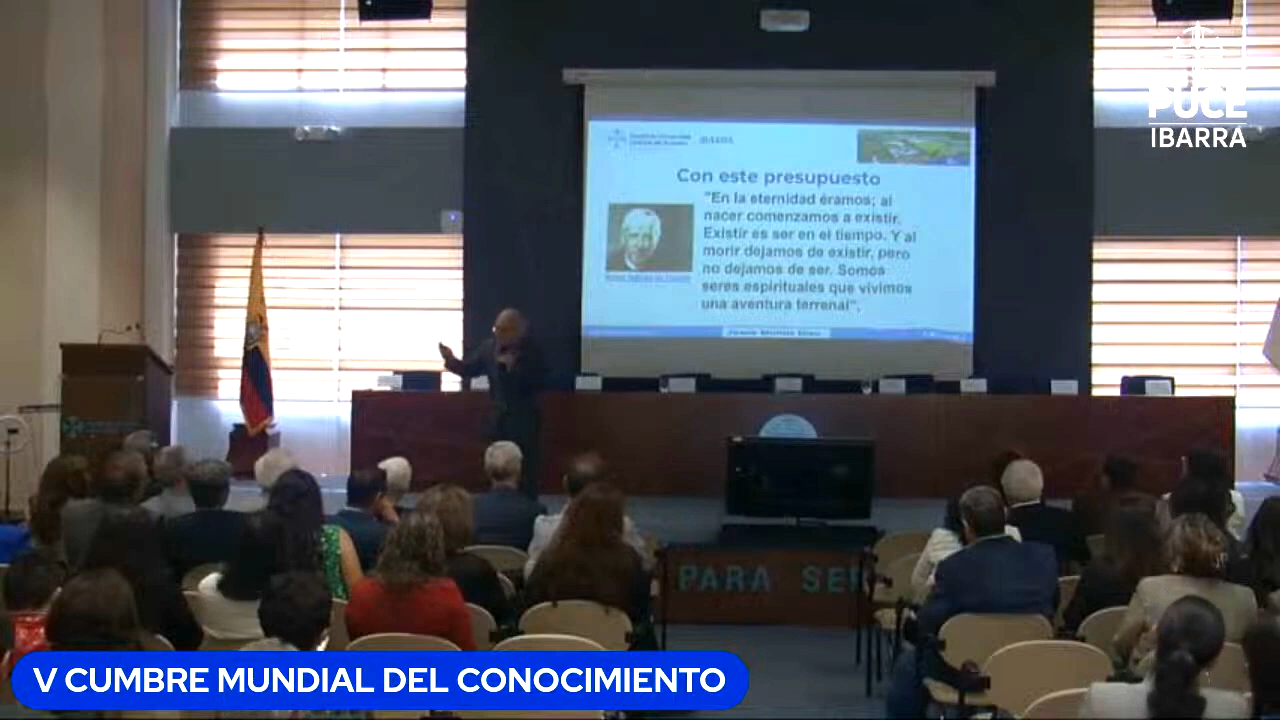 PUCE
IBARRA
IBARRA
Con este presupuesto
"En la eternidad éramos; al
nacer comenzamos a existir.
Existir es ser en el tiempo. Y al
morir dejamos de existir, pero
no dejamos de ser. Somos
seres espirituales que vivimos
una aventura terrenal",
PARA SER
V CUMBRE MUNDIAL DEL CONOCIMIENTO